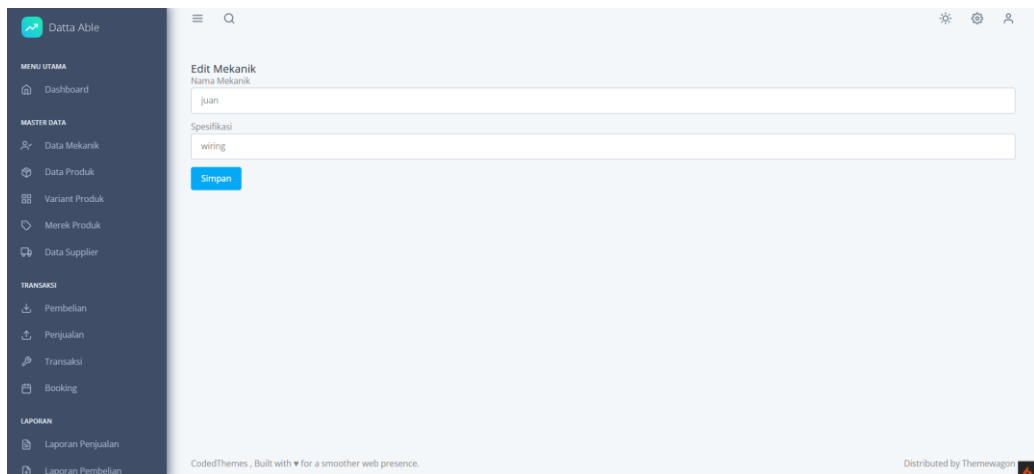 Datta Able
MENU UTAMA
Dashboard
MASTER DATA
Data Mekanik
Data Produk
Variant Produk
Merek Produk
Data Supplier
TRANSAKSI
Pembelian
Penjualan
Transaksi
Booking
LAPORAN
Laporan Penjualan
Laporan Pembelian
Edit Mekanik
Nama Mekanik
juan
Spesifikasi
wiring
Simpan
CodedThemes , Built with ♥ for a smoother web presence.
Distributed by Themewagon